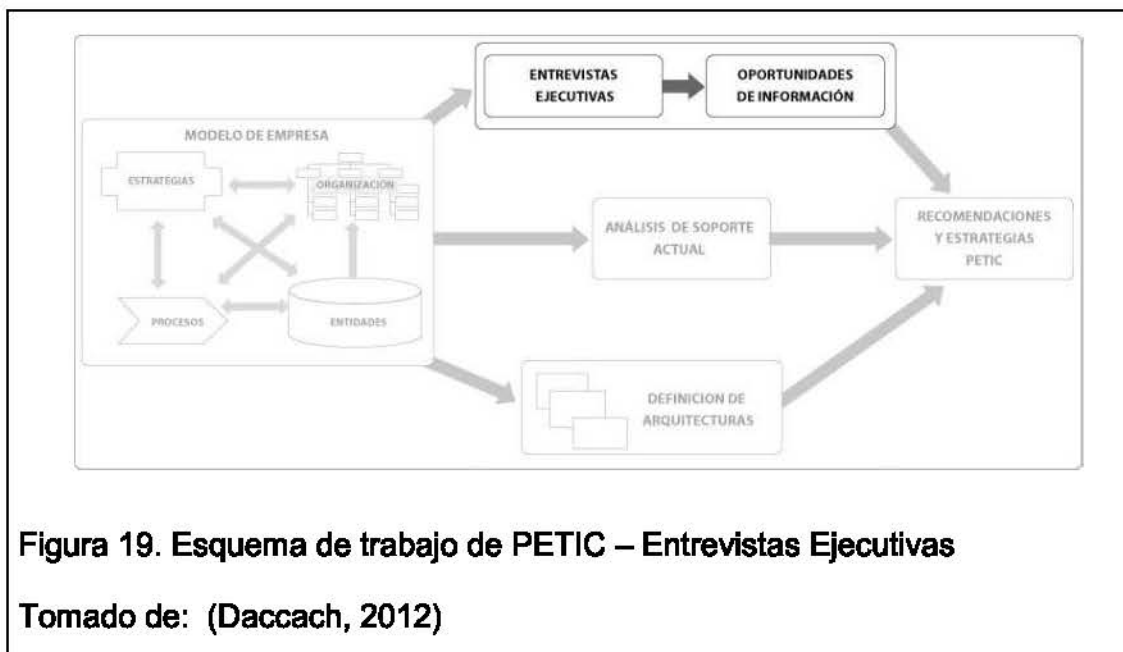 ENTREVISTAS
EJECUTIVAS
OPORTUNIDADES
DE INFORMACIÓN
MODELO DE EMPRESA
ESTRATEGIAS
ORGANIZACIÓN
PROCESOS
ENTIDADES
ANÁLISIS DE SOPORTE
ACTUAL
RECOMENDACIONES
Y ESTRATEGIAS
PETIC
DEFINICION DE
ARQUITECTURAS
Figura 19. Esquema de trabajo de PETIC – Entrevistas Ejecutivas
Tomado de: (Daccach, 2012)